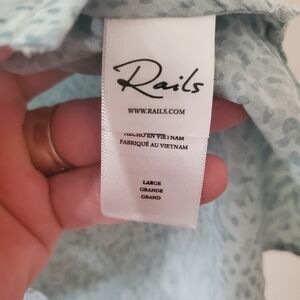 Rails
WWW.RAILS.COM
HECHO EN VIETNAM
FABRIQUÉ AU VIETNAM
LARGE
GRANDE
GRAND